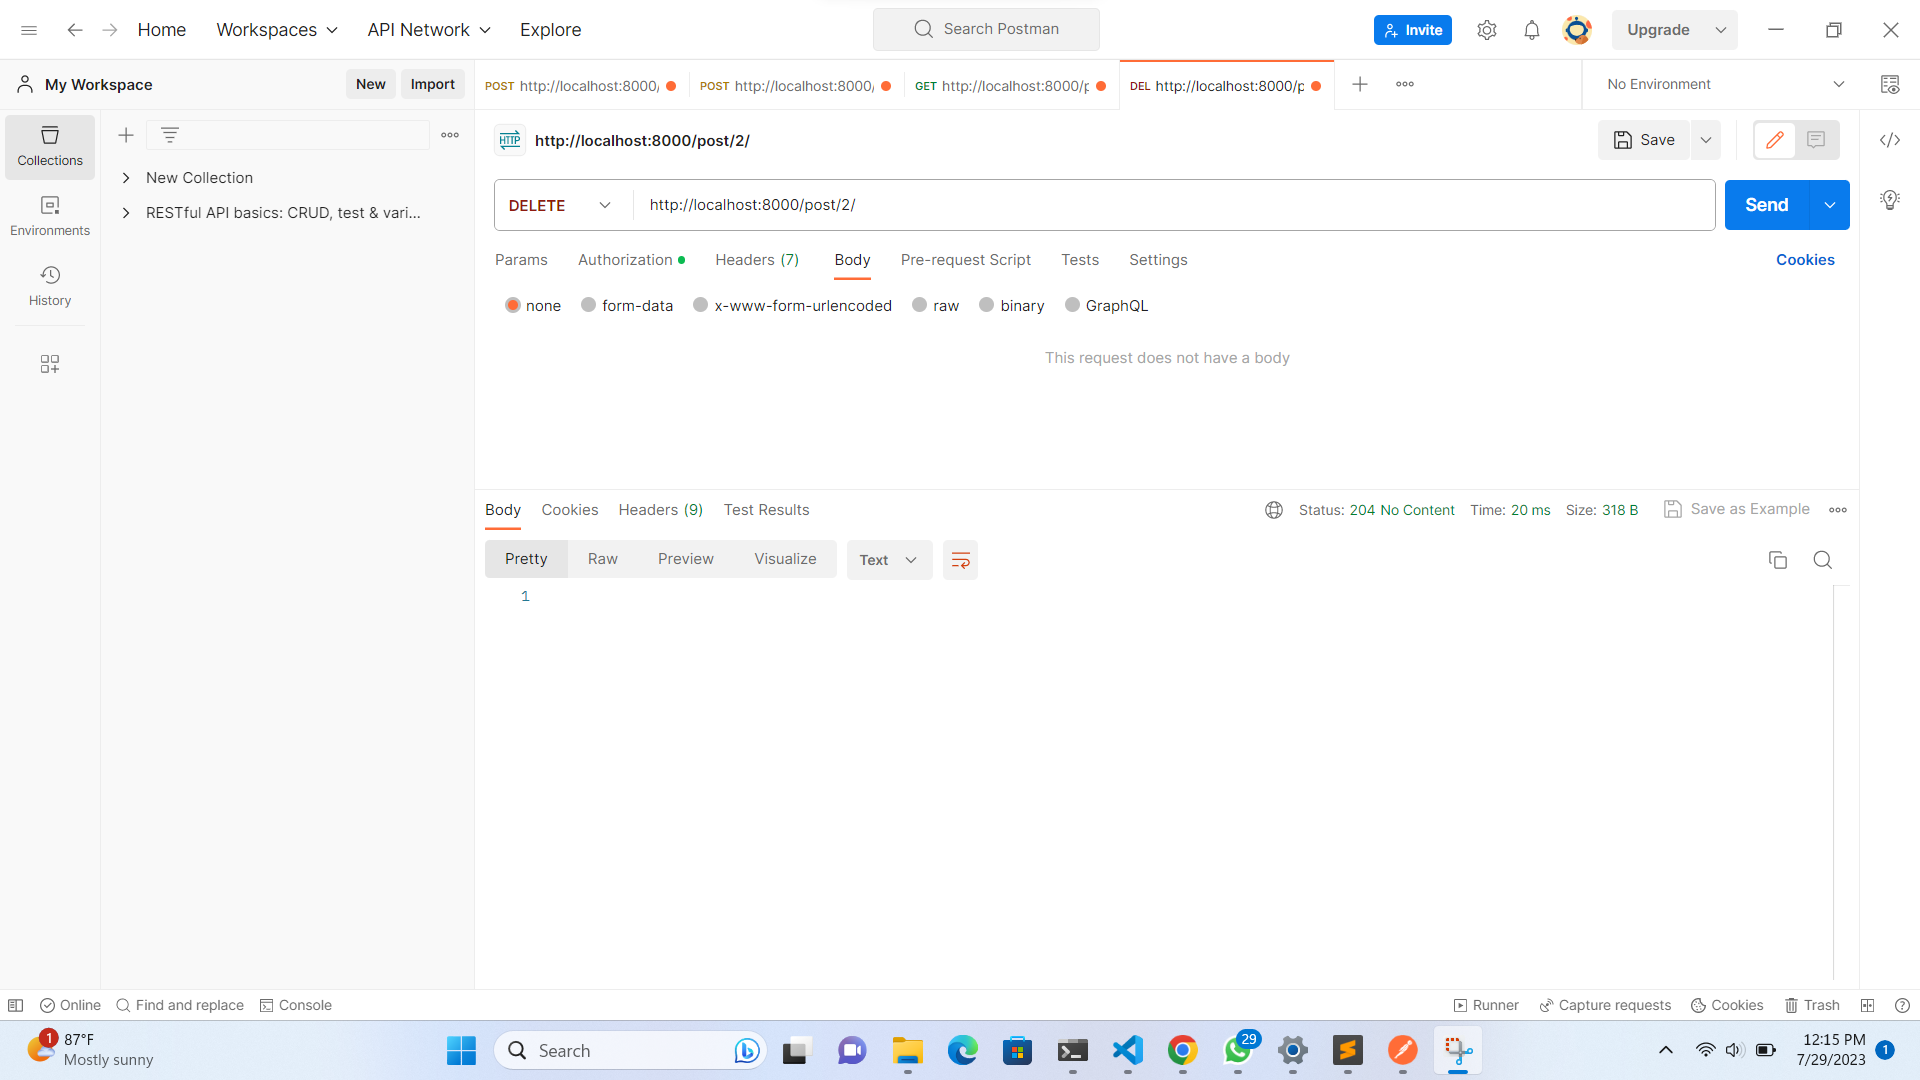 Home Workspaces API Network Explore Search Postman Invite Upgrade
My Workspace New Import POST http://localhost:8000/ POST http://localhost:8000/ GET http://localhost:8000/p DEL http://localhost:8000/p No Environment
Collections
Environments
History
New Collection
RESTful API basics: CRUD, test & vari...
HTTP http://localhost:8000/post/2/ Save
DELETE http://localhost:8000/post/2/ Send
Params Authorization Headers (7) Body Pre-request Script Tests Settings Cookies
none form-data x-www-form-urlencoded raw binary GraphQL
This request does not have a body
Body Cookies Headers (9) Test Results Status: 204 No Content Time: 20 ms Size: 318 B Save as Example
Pretty Raw Preview Visualize Text
1
Online Find and replace Console Runner Capture requests Cookies Trash
1 87°F
Mostly sunny
Search
29
12:15 PM
7/29/2023
1